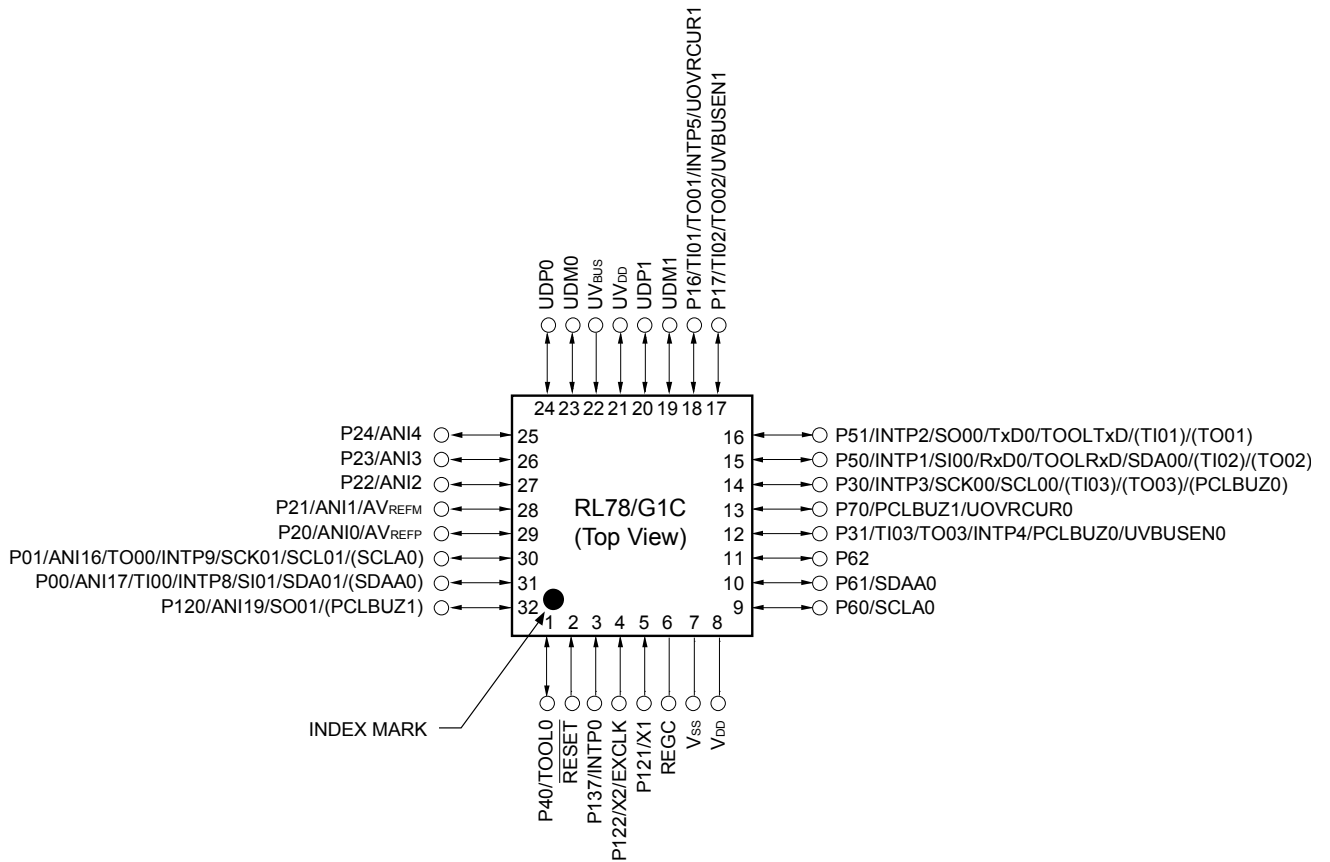 P16/TI01/TO01/INTP5/UOVRCUR1
P17/TI02/TO02/UVBUSEN1
UDP0
UDM0
UVBUS
UVDD
UDP1
UDM1
24 23 22 21 20 19 18 17
P24/ANI4
25
P23/ANI3
26
P22/ANI2
27
P21/ANI1/AVREFM
28
P20/ANI0/AVREFP
29
P01/ANI16/TO00/INTP9/SCK01/SCL01/(SCLA0)
30
P00/ANI17/TI00/INTP8/SI01/SDA01/(SDAA0)
31
P120/ANI19/SO01/(PCLBUZ1)
32
RL78/G1C
(Top View)
16
P51/INTP2/SO00/TxD0/TOOLTxD/(TI01)/(TO01)
15
P50/INTP1/SI00/RxD0/TOOLRxD/SDA00/(TI02)/(TO02)
14
P30/INTP3/SCK00/SCL00/(TI03)/(TO03)/(PCLBUZ0)
13
P70/PCLBUZ1/UOVRCUR0
12
P31/TI03/TO03/INTP4/PCLBUZ0/UVBUSEN0
11
P62
10
P61/SDAA0
9
P60/SCLA0
1 2 3 4 5 6 7 8
INDEX MARK
P40/TOOL0
RESET
P137/INTP0
P122/X2/EXCLK
P121/X1
REGC
VSS
VDD